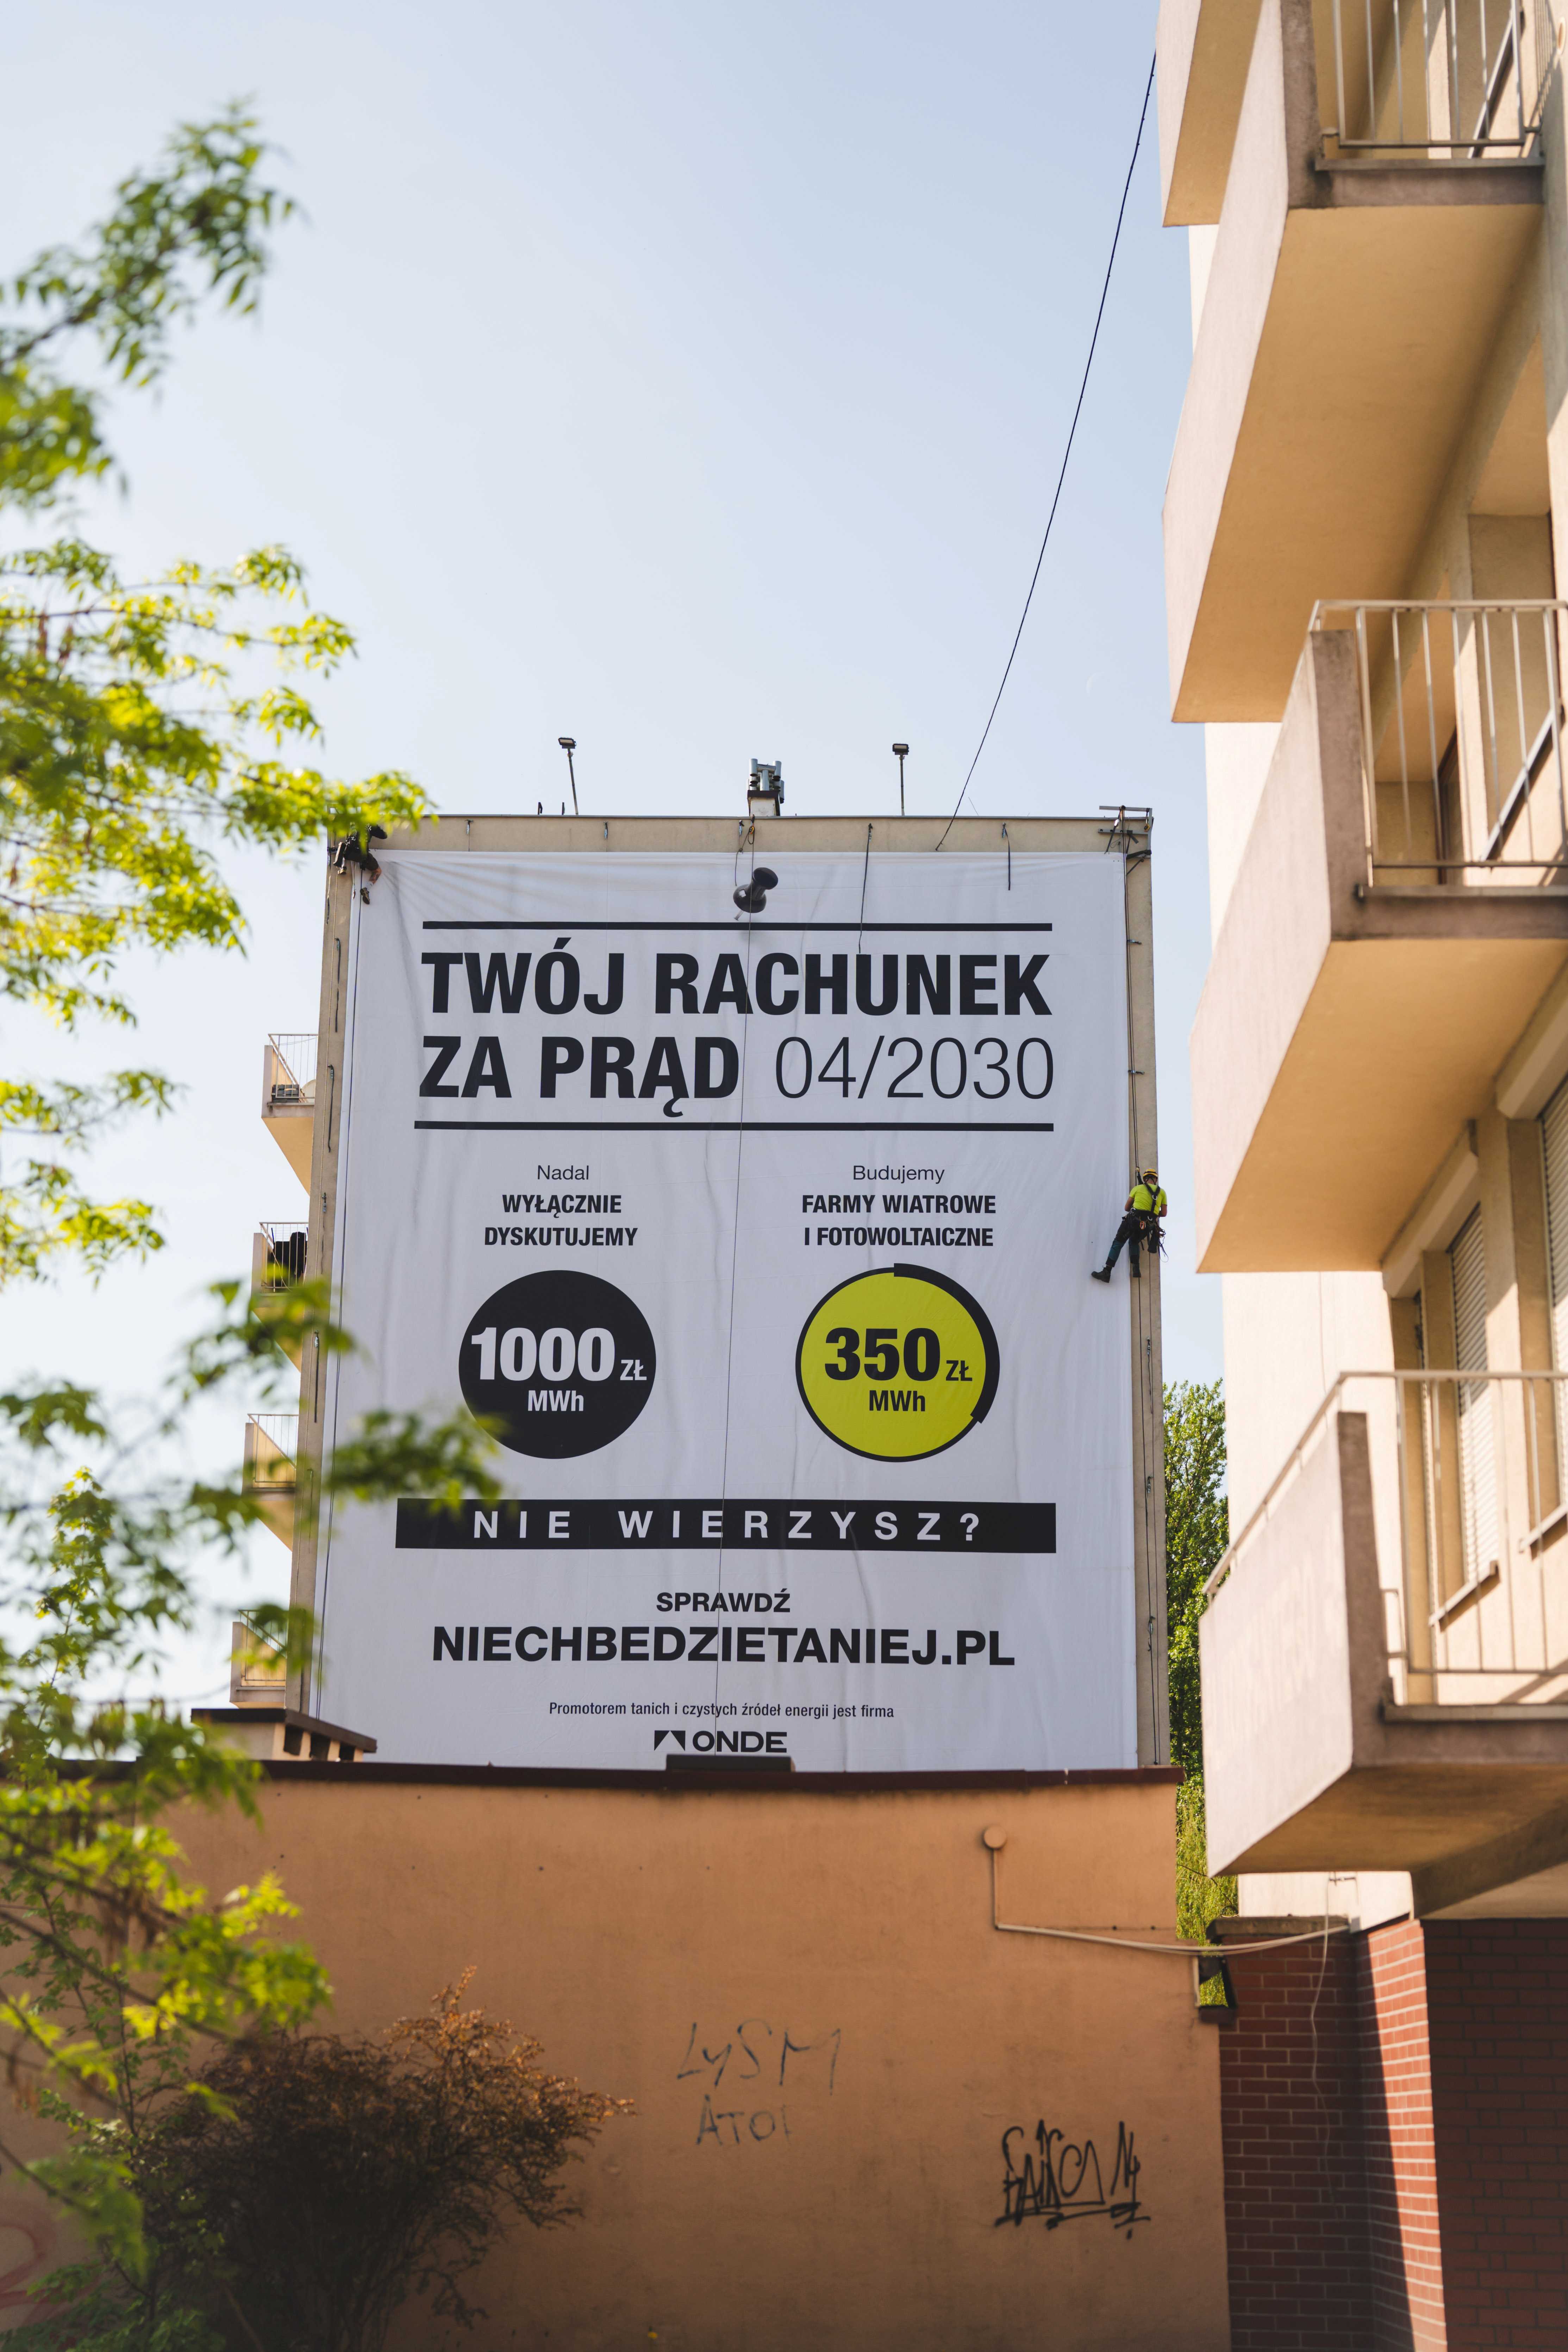 TWÓJ RACHUNEK
ZA PRĄD 04/2030
Nadal
WYŁĄCZNIE
DYSKUTUJEMY
1000 ZŁ
MWh
Budujemy
FARMY WIATROWE
I FOTOWOLTAICZNE
350 ZŁ
MWh
NIE WIERZYSZ?
SPRAWDŹ
NIECHBEDZIETANIEJ.PL
Promotorem tanich i czystych źródeł energii jest firma
ONDE